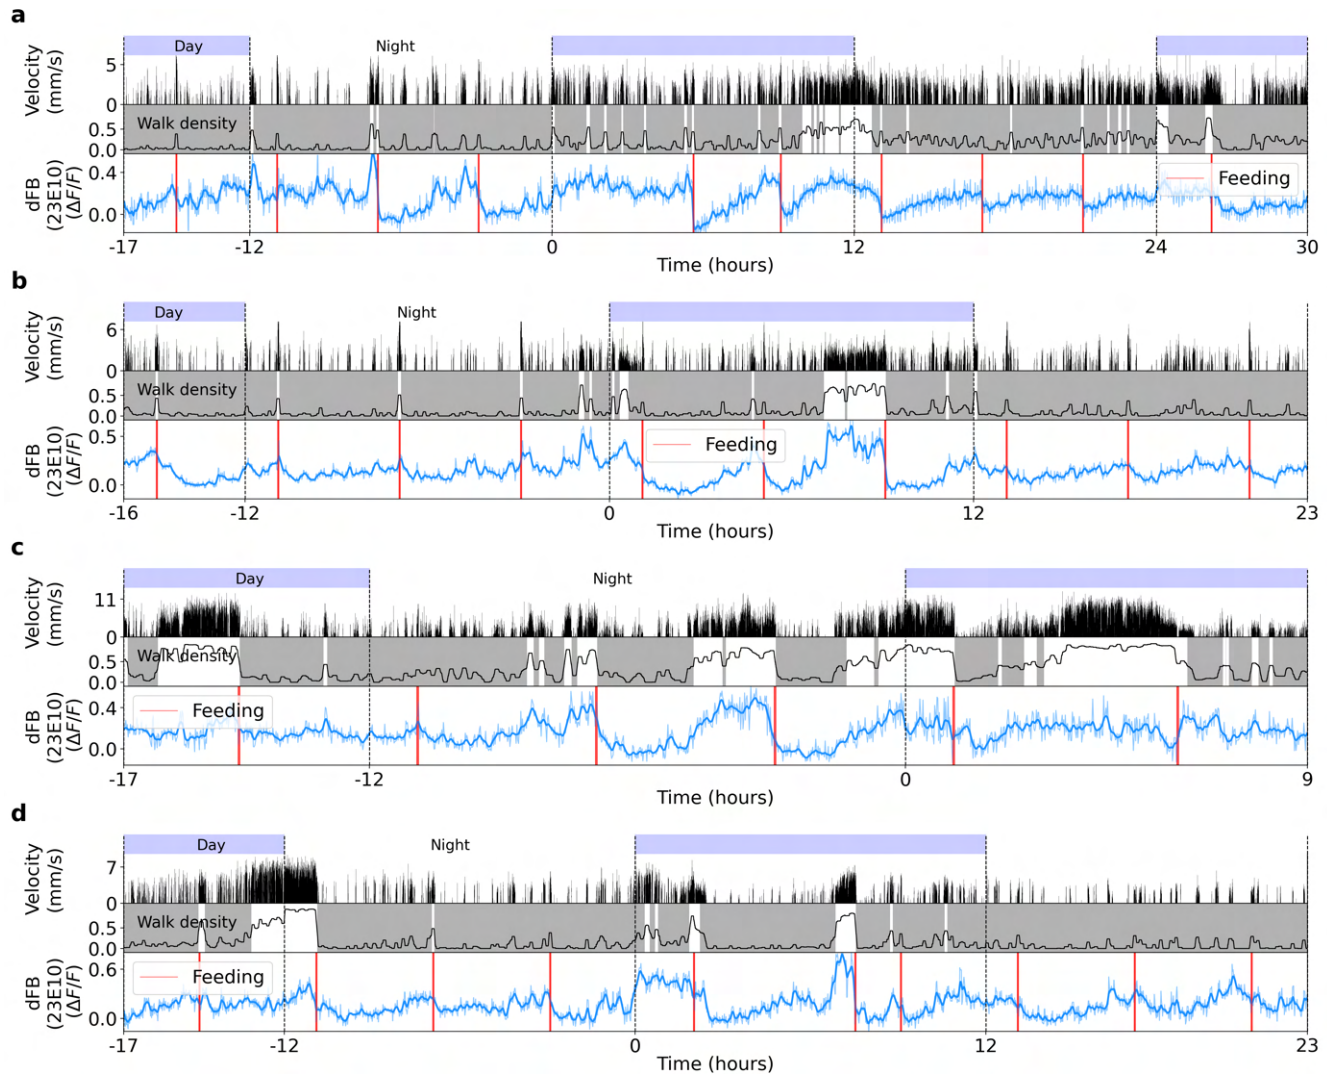 a
Day
Night
Velocity
(mm/s)
5
0
Walk density
0.5
0.0
dFB
(23E10)
(ΔF/F)
0.4
0.0
Feeding
-17
-12
0
12
24
30
Time (hours)
b
Day
Night
Velocity
(mm/s)
6
0
Walk density
0.5
0.0
dFB
(23E10)
(ΔF/F)
0.5
0.0
Feeding
-16
-12
0
12
23
Time (hours)
c
Day
Night
Velocity
(mm/s)
11
0
Walk density
0.5
0.0
dFB
(23E10)
(ΔF/F)
0.4
0.0
Feeding
-17
-12
0
9
Time (hours)
d
Day
Night
Velocity
(mm/s)
7
0
Walk density
0.5
0.0
dFB
(23E10)
(ΔF/F)
0.6
0.0
Feeding
-17
-12
0
12
23
Time (hours)